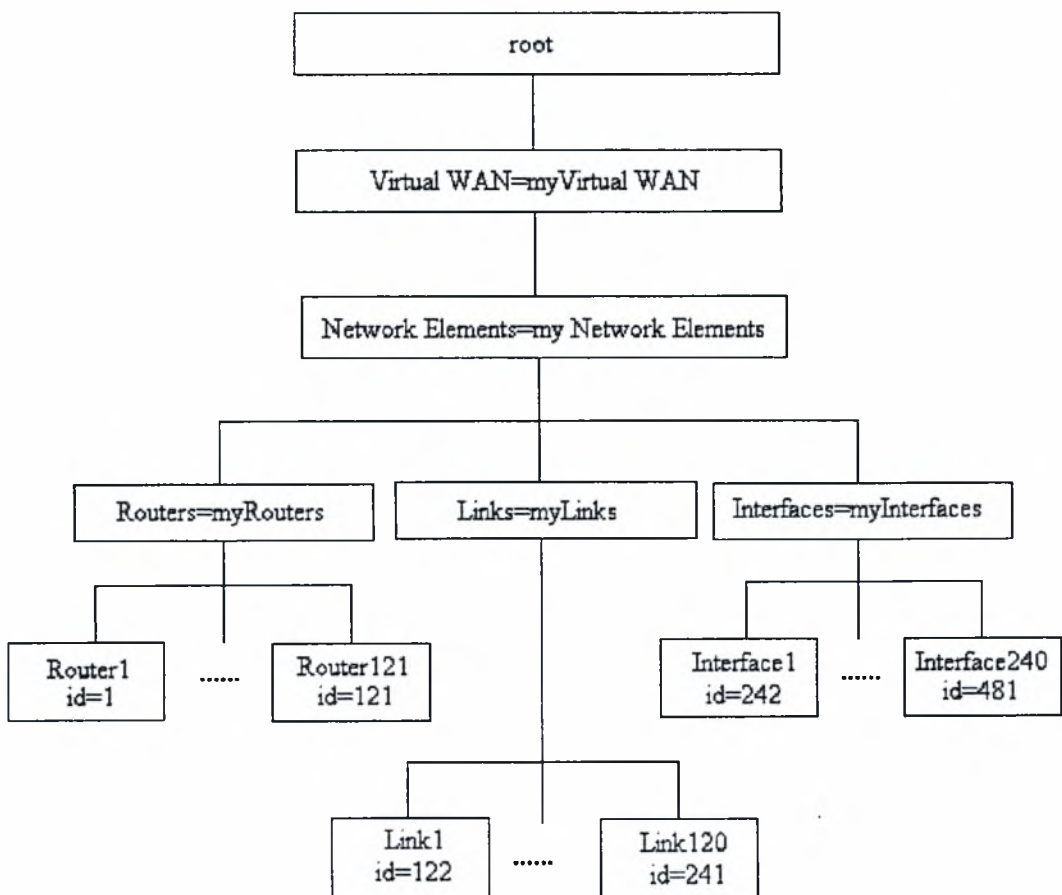 root
Virtual WAN=myVirtual WAN
Network Elements=my Network Elements
Routers=myRouters
Links=myLinks
Interfaces=myInterfaces
Router1
id=1
......
Router121
id=121
Interface1
id=242
......
Interface240
id=481
Link1
id=122
......
Link120
id=241